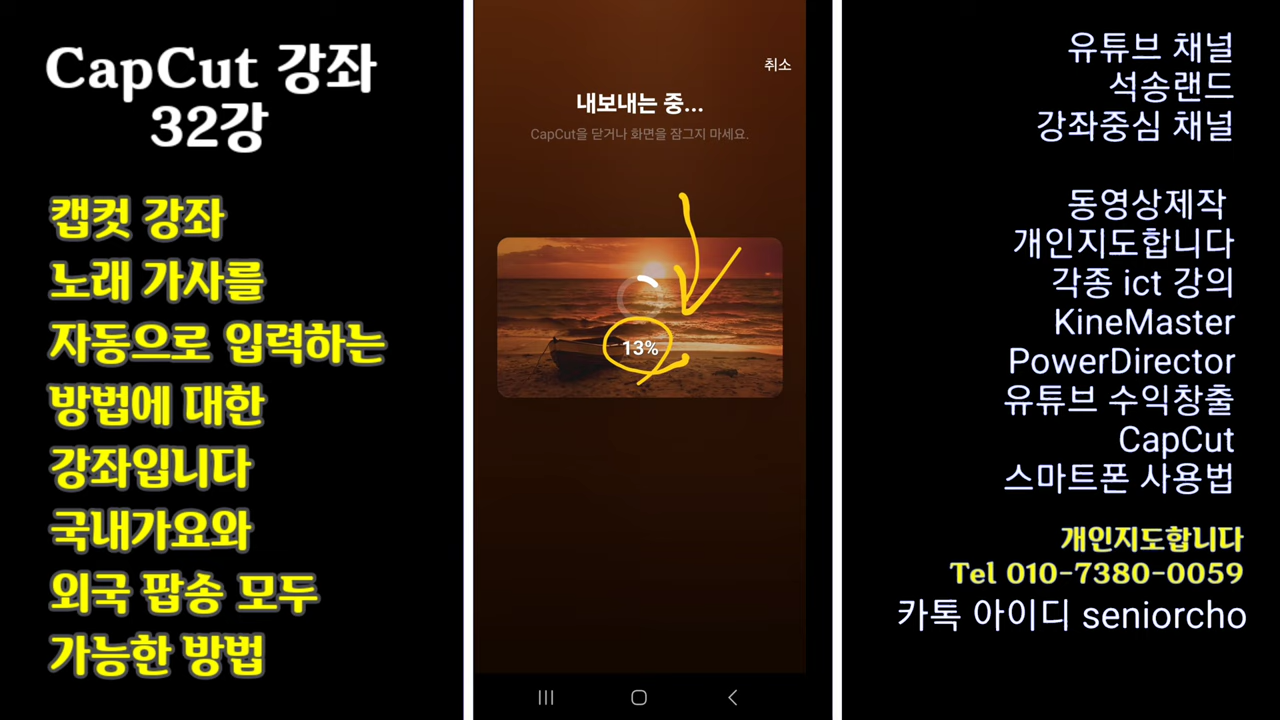 CapCut 강좌
32강
캡컷 강좌
노래 가사를
자동으로 입력하는
방법에 대한
강좌입니다
국내가요와
외국 팝송 모두
가능한 방법
취소
내보내는 중...
CapCut을 닫거나 화면을 잠그지 마세요.
13%
유튜브 채널
석송랜드
강좌중심 채널
동영상제작
개인지도합니다
각종 ict 강의
KineMaster
PowerDirector
유튜브 수익창출
CapCut
스마트폰 사용법
개인지도합니다
Tel 010-7380-0059
카톡 아이디 seniorcho